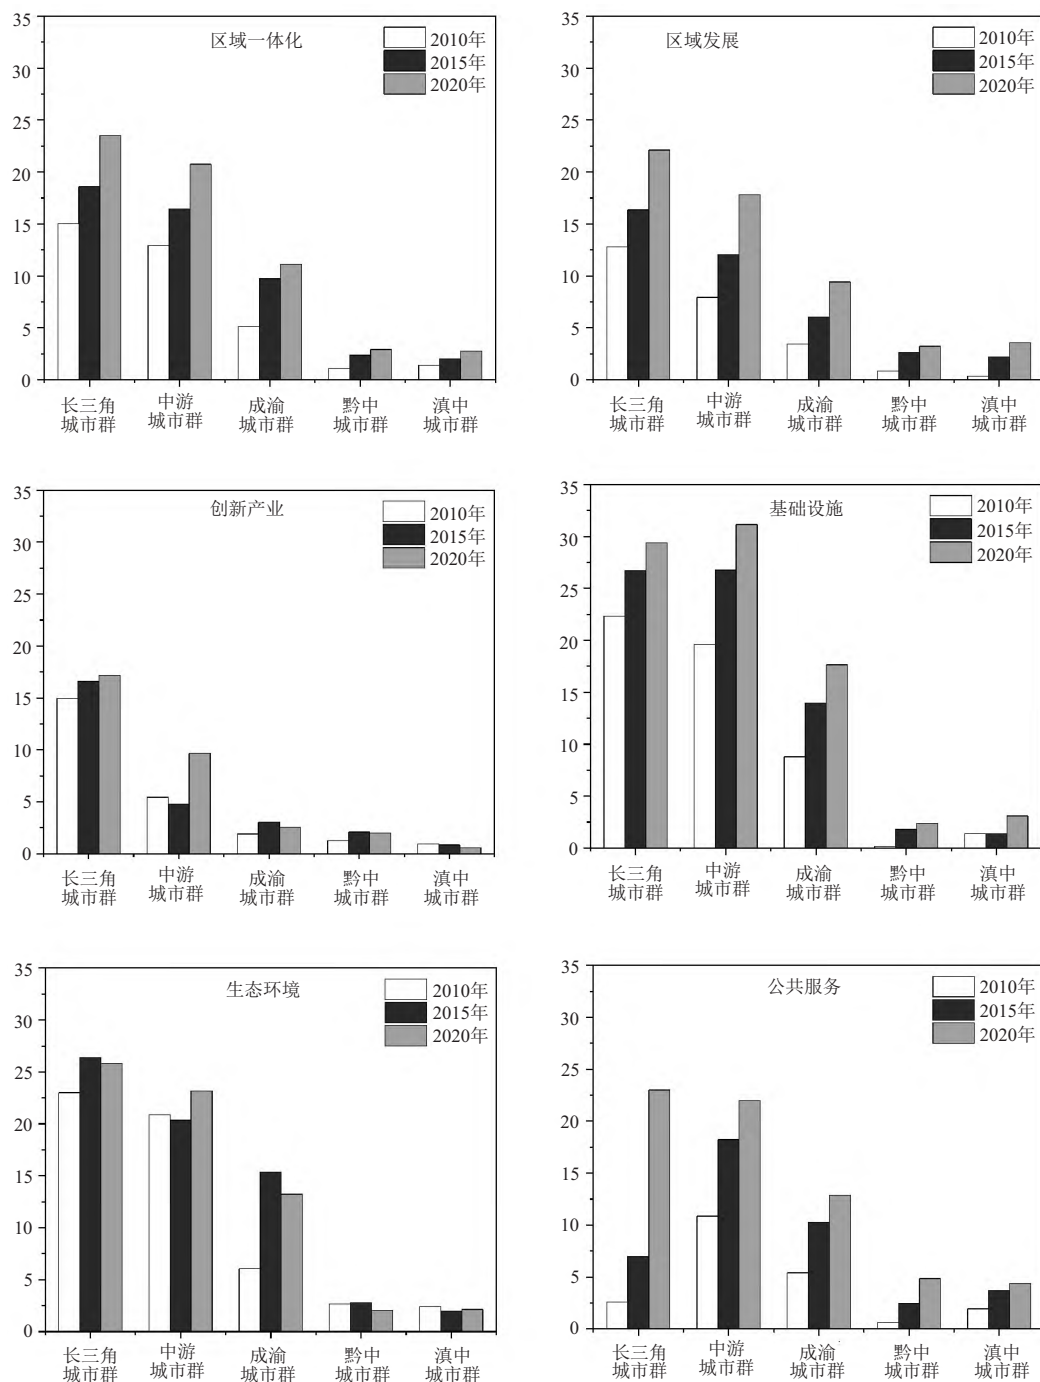 35
30
25
20
15
10
5
0
区域一体化
2010年
2015年
2020年
长三角
城市群
中游
城市群
成渝
城市群
黔中
城市群
滇中
城市群
35
30
25
20
15
10
5
0
区域发展
2010年
2015年
2020年
长三角
城市群
中游
城市群
成渝
城市群
黔中
城市群
滇中
城市群
35
30
25
20
15
10
5
0
创新产业
2010年
2015年
2020年
长三角
城市群
中游
城市群
成渝
城市群
黔中
城市群
滇中
城市群
35
30
25
20
15
10
5
0
基础设施
2010年
2015年
2020年
长三角
城市群
中游
城市群
成渝
城市群
黔中
城市群
滇中
城市群
35
30
25
20
15
10
5
0
生态环境
2010年
2015年
2020年
长三角
城市群
中游
城市群
成渝
城市群
黔中
城市群
滇中
城市群
35
30
25
20
15
10
5
0
公共服务
2010年
2015年
2020年
长三角
城市群
中游
城市群
成渝
城市群
黔中
城市群
滇中
城市群